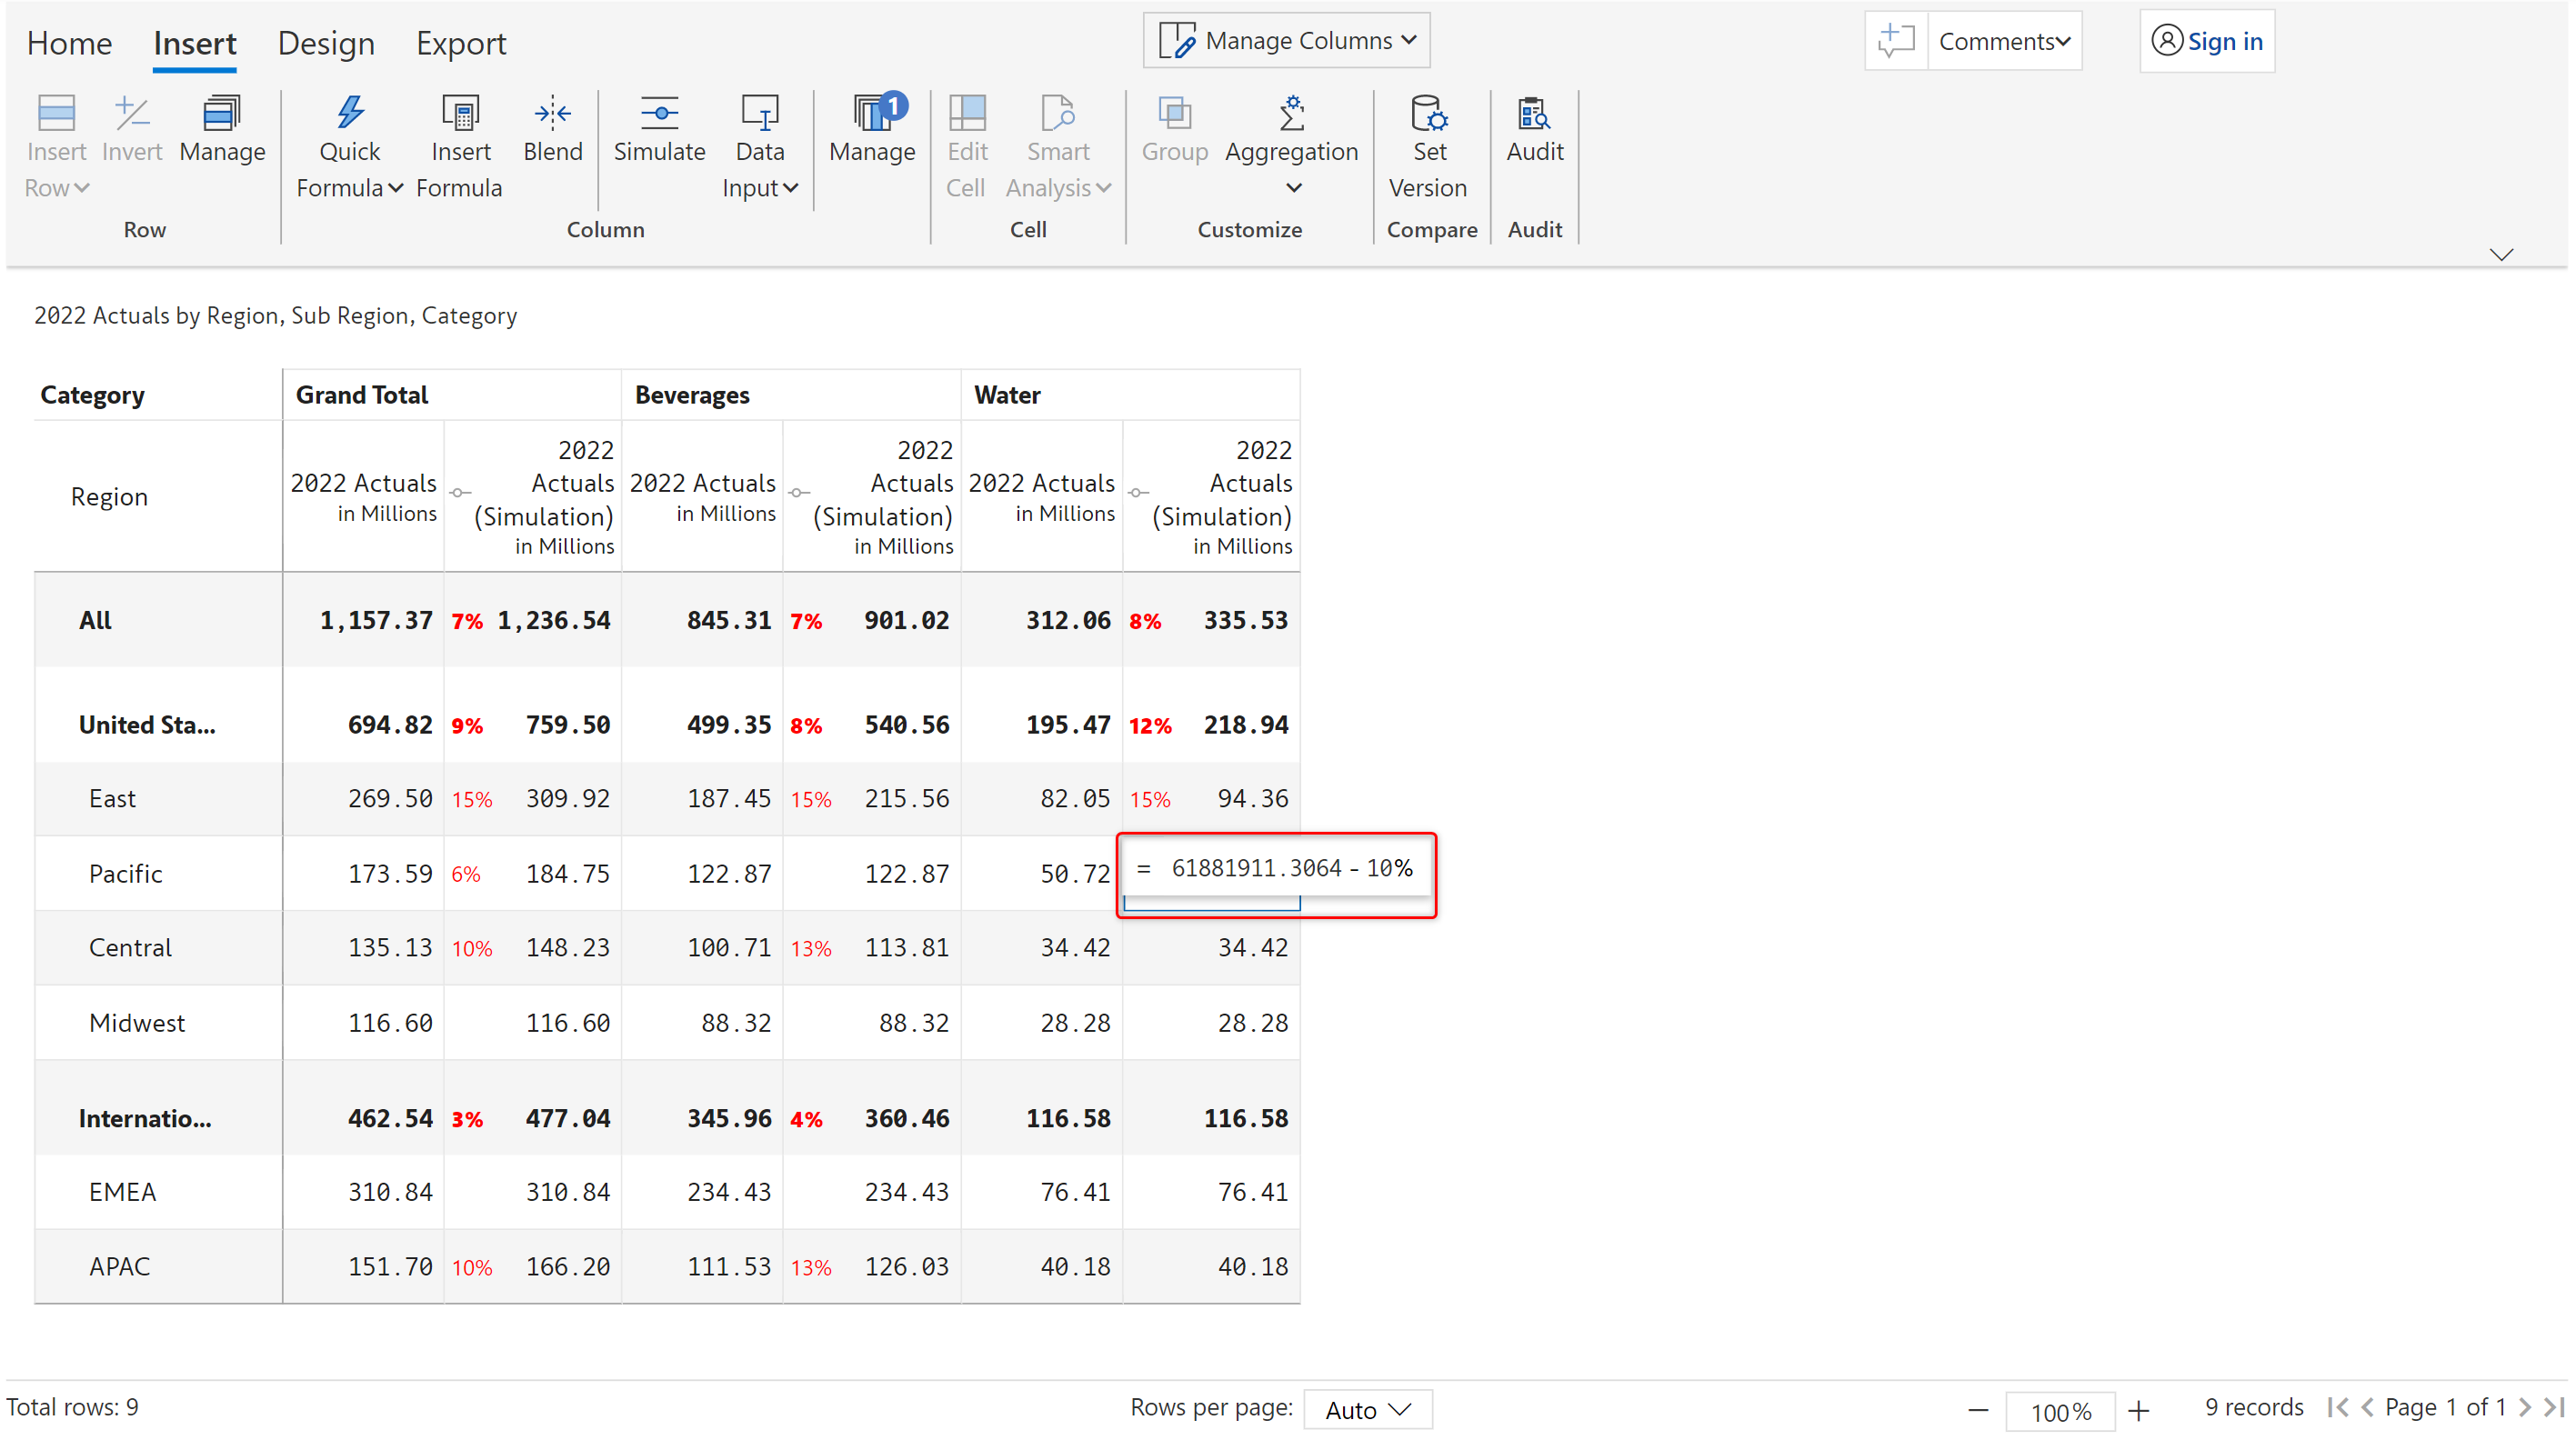 Home Insert Design Export Manage Columns Comments Sign in
Insert Row Invert Manage Quick Formula Insert Formula Blend Simulate Data Input Manage 1 Edit Cell Smart Analysis Group Aggregation Set Version Audit
Row Column Cell Customize Compare Audit
2022 Actuals by Region, Sub Region, Category
Category Grand Total Beverages Water
Region 2022 Actuals in Millions 2022 Actuals (Simulation) in Millions 2022 Actuals in Millions 2022 Actuals (Simulation) in Millions 2022 Actuals in Millions 2022 Actuals (Simulation) in Millions
All 1,157.37 7% 1,236.54 845.31 7% 901.02 312.06 8% 335.53
United Sta... 694.82 9% 759.50 499.35 8% 540.56 195.47 12% 218.94
East 269.50 15% 309.92 187.45 15% 215.56 82.05 15% 94.36
Pacific 173.59 6% 184.75 122.87 122.87 50.72 = 61881911.3064 - 10%
Central 135.13 10% 148.23 100.71 13% 113.81 34.42 34.42
Midwest 116.60 116.60 88.32 88.32 28.28 28.28
Internatio... 462.54 3% 477.04 345.96 4% 360.46 116.58 116.58
EMEA 310.84 310.84 234.43 234.43 76.41 76.41
APAC 151.70 10% 166.20 111.53 13% 126.03 40.18 40.18
Total rows: 9 Rows per page: Auto 100% 9 records Page 1 of 1